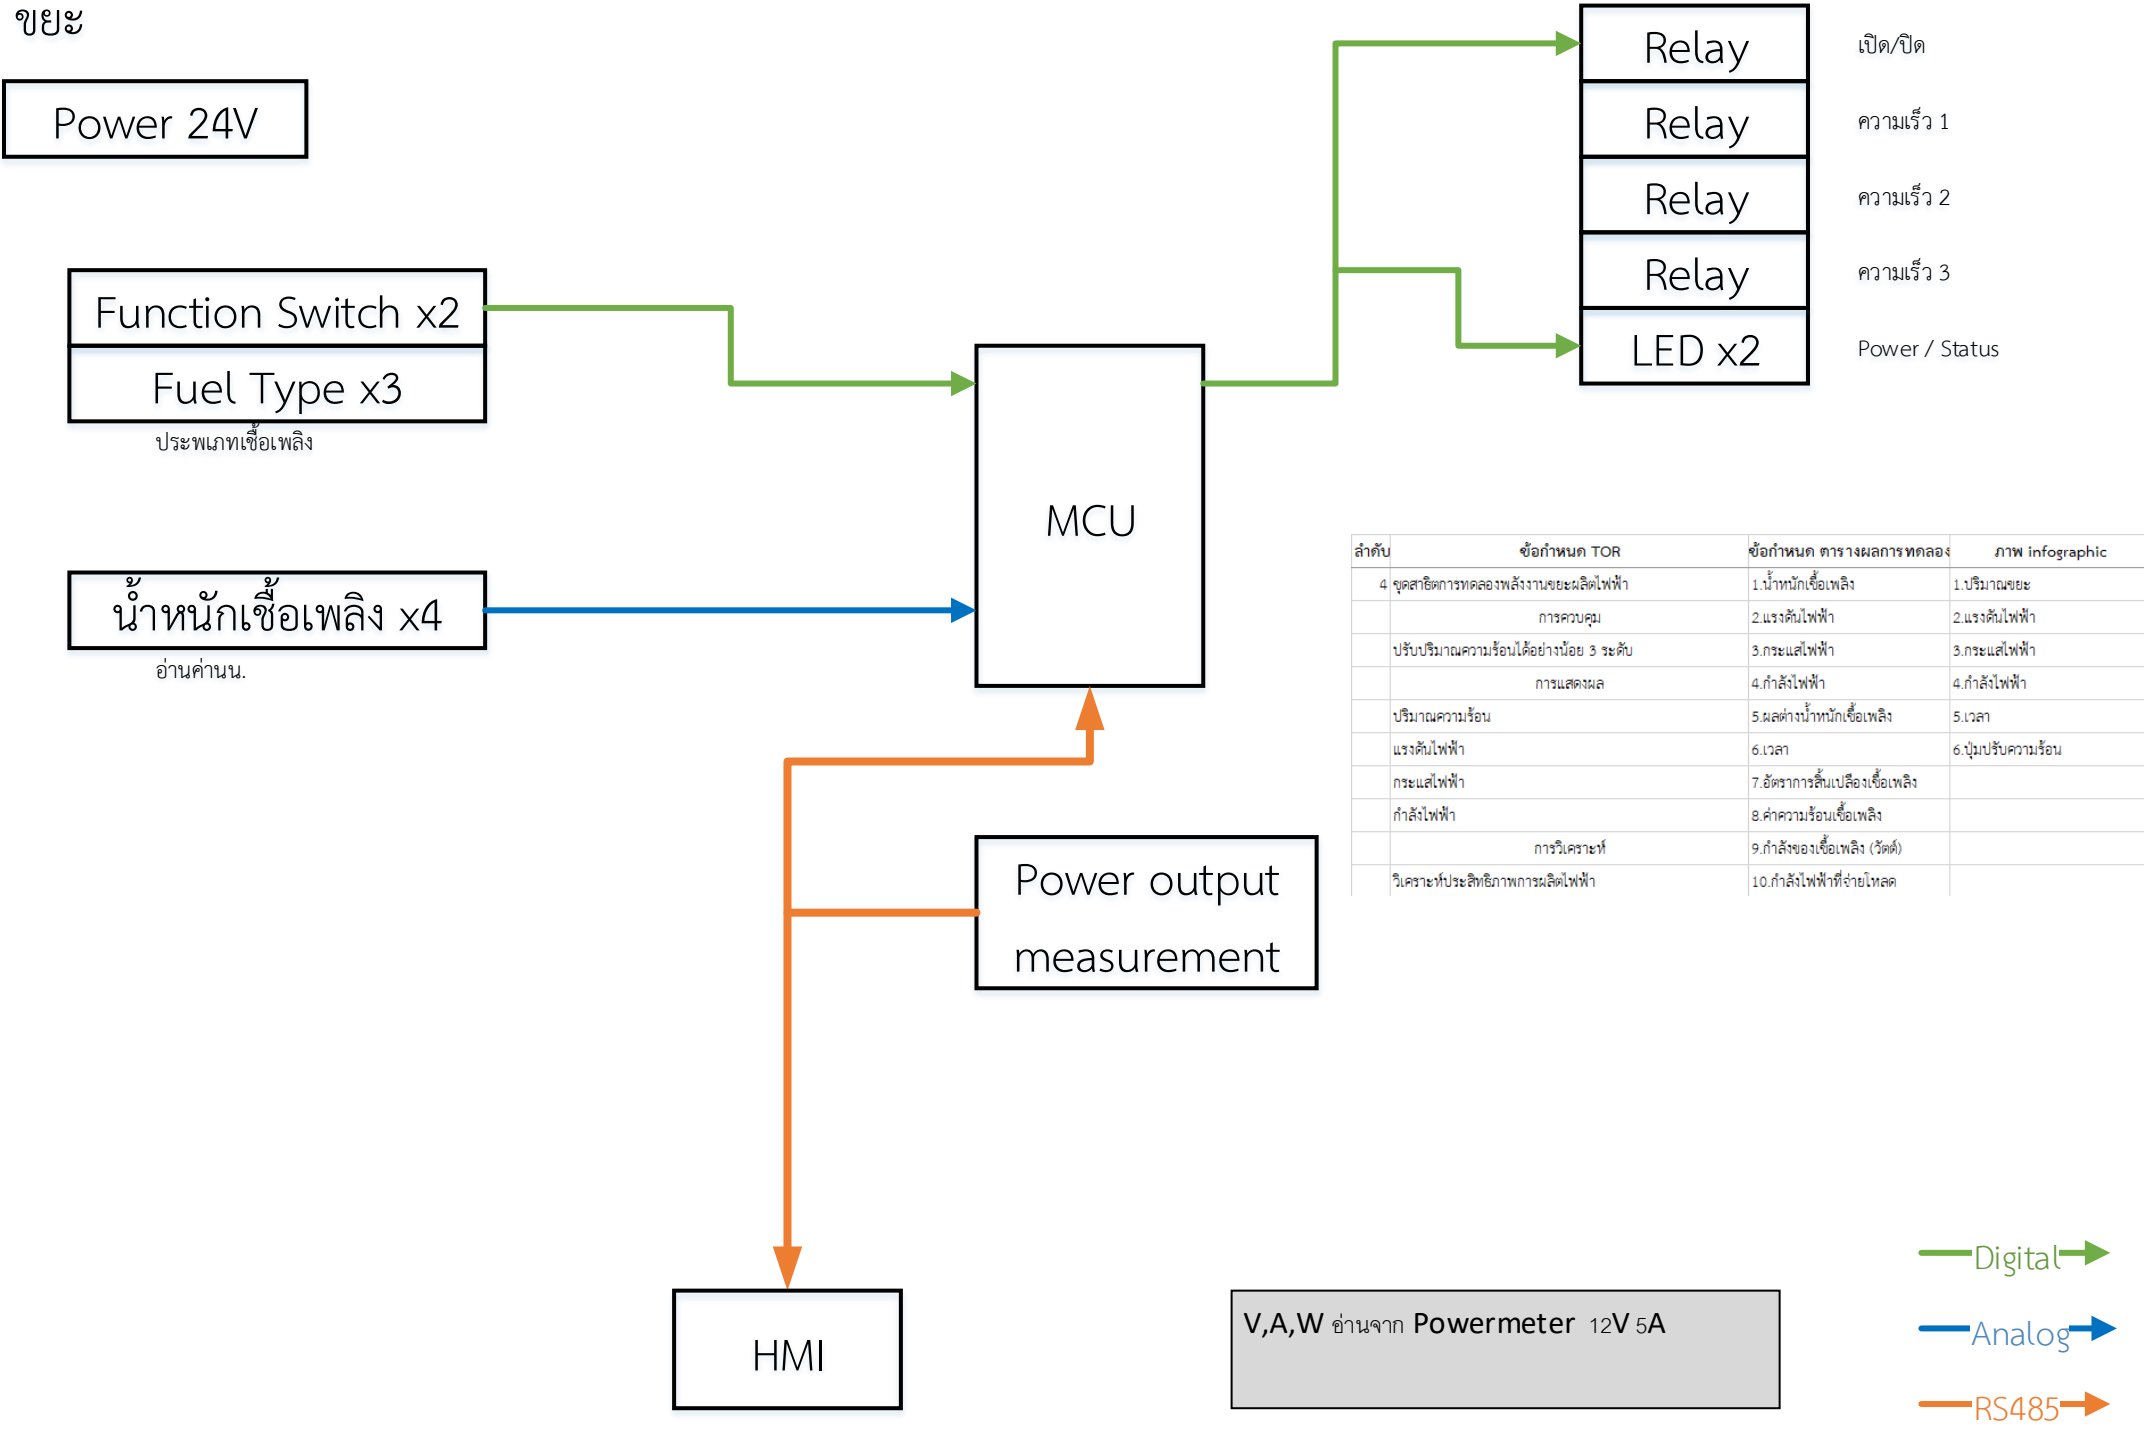 ขยะ
Power 24V
Function Switch x2
Fuel Type x3
ประพเภทเชื้อเพลิง
น้ำหนักเชื้อเพลิง x4
อ่านค่านน.
MCU
Relay
เปิด/ปิด
Relay
ความเร็ว 1
Relay
ความเร็ว 2
Relay
ความเร็ว 3
LED x2
Power / Status
ลำดับ ข้อกำหนด TOR ข้อกำหนด ตารางผลการทดลอง ภาพ infographic
4 ชุดสาธิตการทดลองพลังงานขยะผลิตไฟฟ้า 1.น้ำหนักเชื้อเพลิง 1.ปริมาณขยะ
การควบคุม 2.แรงดันไฟฟ้า 2.แรงดันไฟฟ้า
ปรับปริมาณความร้อนได้อย่างน้อย 3 ระดับ 3.กระแสไฟฟ้า 3.กระแสไฟฟ้า
การแสดงผล 4.กำลังไฟฟ้า 4.กำลังไฟฟ้า
ปริมาณความร้อน 5.ผลต่างน้ำหนักเชื้อเพลิง 5.เวลา
แรงดันไฟฟ้า 6.เวลา 6.ปุ่มปรับความร้อน
กระแสไฟฟ้า 7.อัตราการสิ้นเปลืองเชื้อเพลิง
กำลังไฟฟ้า 8.ค่าความร้อนเชื้อเพลิง
การวิเคราะห์ 9.กำลังของเชื้อเพลิง (วัตต์)
วิเคราะห์ประสิทธิภาพการผลิตไฟฟ้า 10.กำลังไฟฟ้าที่จ่ายโหลด
Power output
measurement
HMI
V,A,W อ่านจาก Powermeter 12V 5A
Digital
Analog
RS485